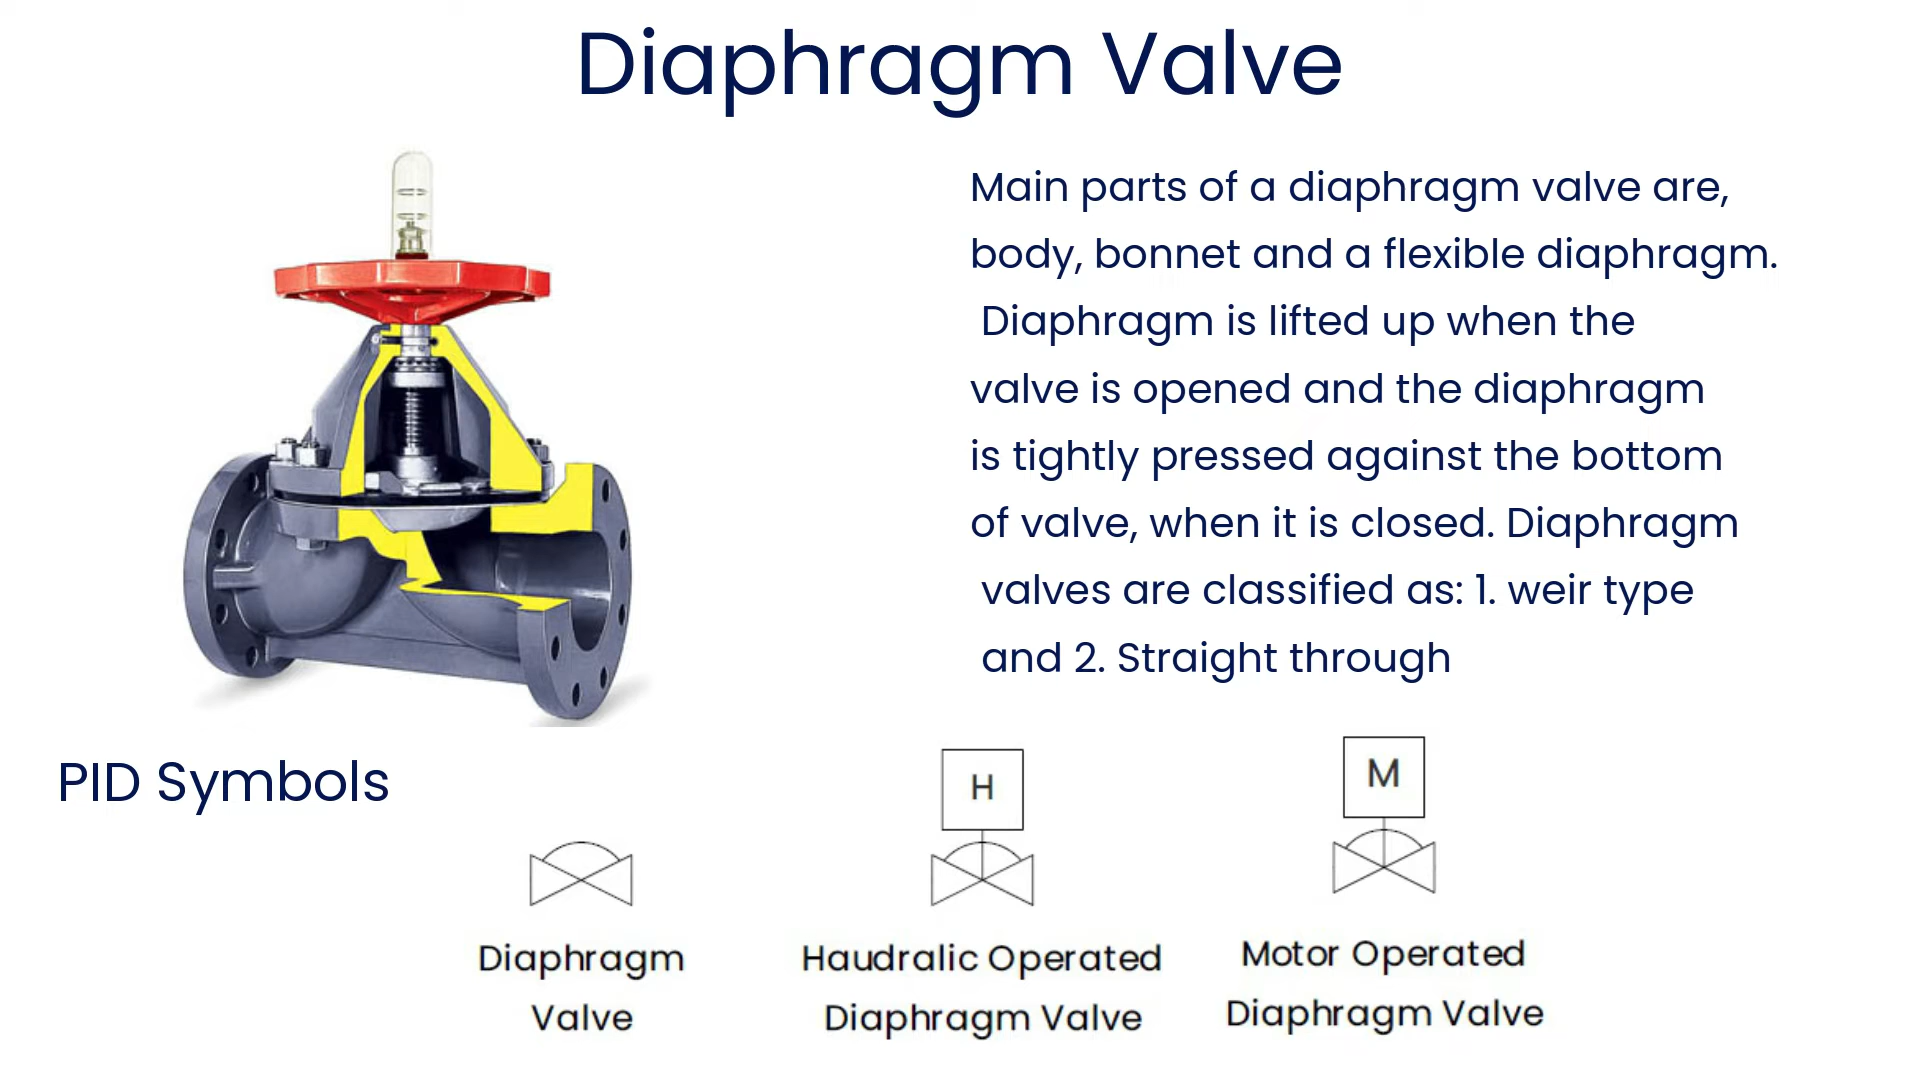 Diaphragm Valve
Main parts of a diaphragm valve are,
body, bonnet and a flexible diaphragm.
Diaphragm is lifted up when the
valve is opened and the diaphragm
is tightly pressed against the bottom
of valve, when it is closed. Diaphragm
valves are classified as: 1. weir type
and 2. Straight through
PID Symbols
H
M
Diaphragm
Valve
Haudralic Operated
Diaphragm Valve
Motor Operated
Diaphragm Valve